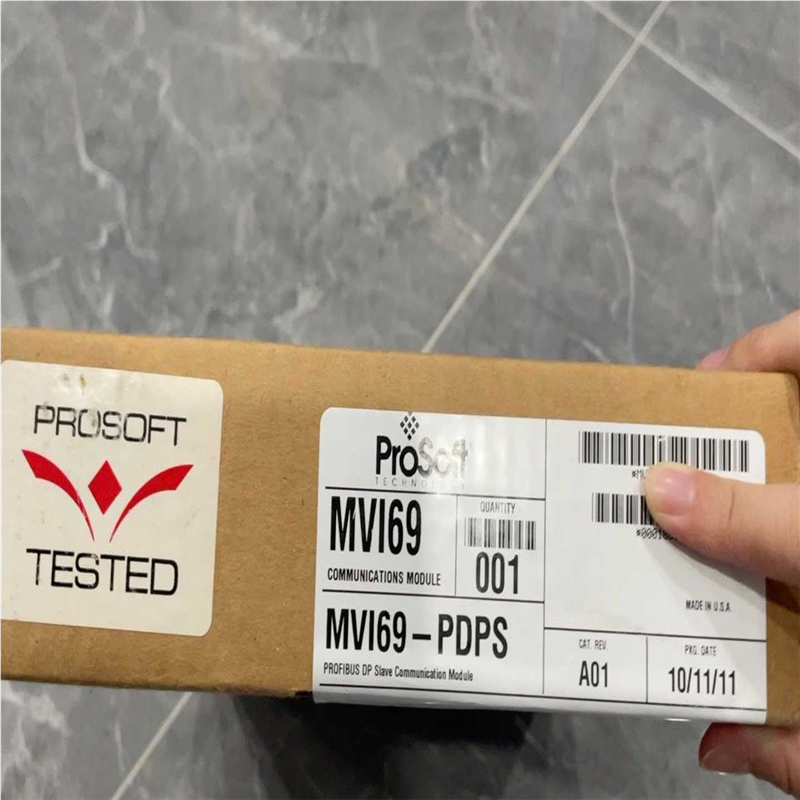 PROSOFT
TESTED
ProSoft
TECHNOLOGY
MVI69
COMMUNICATIONS MODULE
QUANTITY
001
MVI69-PDPS
PROFIBUS DP Slave Communication Module
MADE IN U.S.A.
CAT. REV.
A01
PKG. DATE
10/11/11